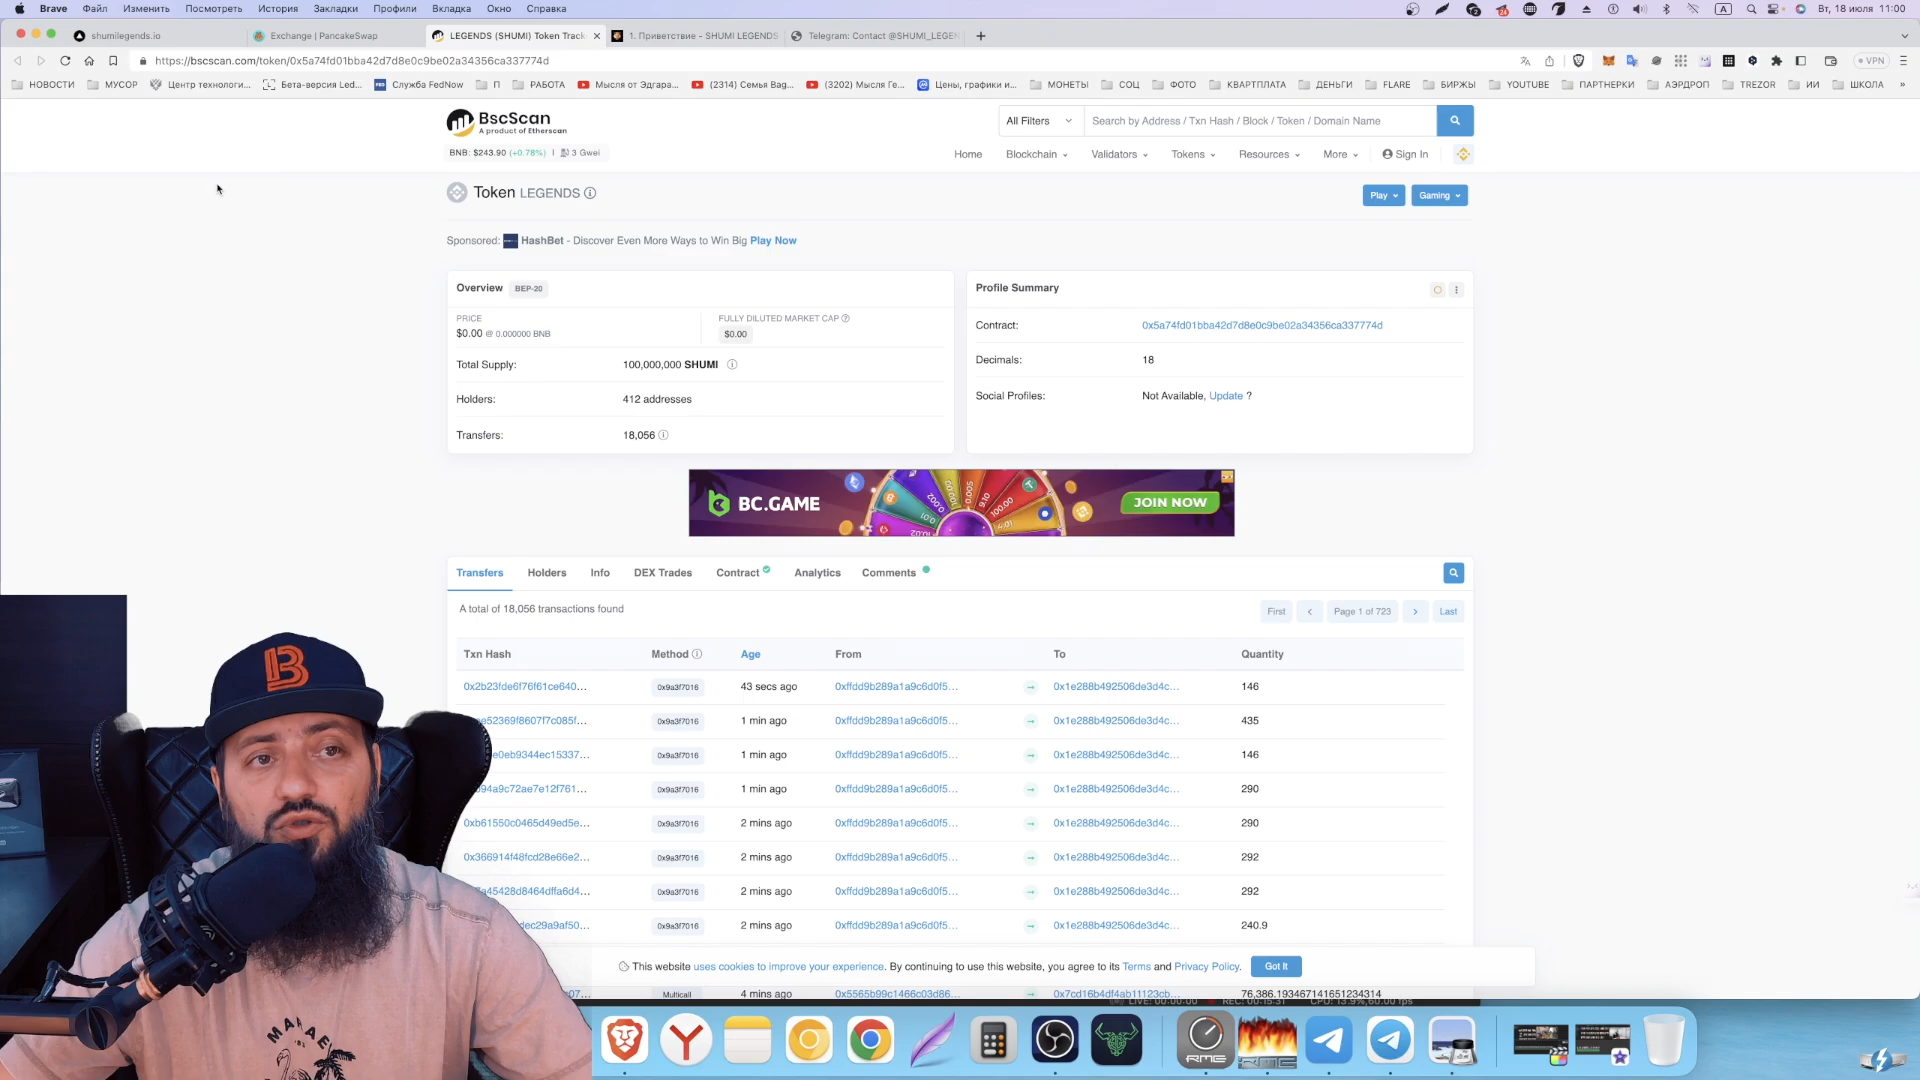 Brave Файл Изменить Посмотреть История Закладки Профили Вкладка Окно Справка
Вт, 18 июля 11:00
shumilegends.io
Exchange | PancakeSwap
LEGENDS (SHUMI) Token Track
1. Приветствие - SHUMI LEGENDS
Telegram: Contact @SHUMI_LEGEN
https://bscscan.com/token/0x5a74fd01bba42d7d8e0c9be02a34356ca337774d
VPN
НОВОСТИ МУСОР Центр технологи... Бета-версия Led... Служба FedNow П РАБОТА Мысля от Эдгара... (2314) Семья Bag... (3202) Мысля Ге... Цены, графики и... МОНЕТЫ СОЦ ФОТО КВАРТПЛАТА ДЕНЬГИ FLARE БИРЖЫ YOUTUBE ПАРТНЕРКИ АЭРДРОП TREZOR ИИ ШКОЛА »
BscScan
A product of Etherscan
All Filters
Search by Address / Txn Hash / Block / Token / Domain Name
BNB: $243.90 (+0.78%) | 3 Gwei
Home Blockchain Validators Tokens Resources More Sign In
Token LEGENDS
Play Gaming
Sponsored: HashBet - Discover Even More Ways to Win Big Play Now
Overview BEP-20
PRICE
$0.00 @ 0.000000 BNB
FULLY DILUTED MARKET CAP
$0.00
Total Supply: 100,000,000 SHUMI
Holders: 412 addresses
Transfers: 18,056
Profile Summary
Contract: 0x5a74fd01bba42d7d8e0c9be02a34356ca337774d
Decimals: 18
Social Profiles: Not Available, Update ?
BC.GAME
JOIN NOW
Transfers Holders Info DEX Trades Contract Analytics Comments
A total of 18,056 transactions found
First Page 1 of 723 Last
Txn Hash Method Age From To Quantity
0x2b23fde6f76f61ce640... 0x9a3f7016 43 secs ago 0xffdd9b289a1a9c6d0f5... 0x1e288b492506de3d4c... 146
e52369f8607f7c085f... 0x9a3f7016 1 min ago 0xffdd9b289a1a9c6d0f5... 0x1e288b492506de3d4c... 435
e0eb9344ec15337... 0x9a3f7016 1 min ago 0xffdd9b289a1a9c6d0f5... 0x1e288b492506de3d4c... 146
94a9c72ae7e12f761... 0x9a3f7016 1 min ago 0xffdd9b289a1a9c6d0f5... 0x1e288b492506de3d4c... 290
0xb61550c0465d49ed5e... 0x9a3f7016 2 mins ago 0xffdd9b289a1a9c6d0f5... 0x1e288b492506de3d4c... 290
0x366914f48fcd28e66e2... 0x9a3f7016 2 mins ago 0xffdd9b289a1a9c6d0f5... 0x1e288b492506de3d4c... 292
a45428d8464dffa6d4... 0x9a3f7016 2 mins ago 0xffdd9b289a1a9c6d0f5... 0x1e288b492506de3d4c... 292
dec29a9af50... 0x9a3f7016 2 mins ago 0xffdd9b289a1a9c6d0f5... 0x1e288b492506de3d4c... 240.9
This website uses cookies to improve your experience. By continuing to use this website, you agree to its Terms and Privacy Policy. Got It
07... Multicall 4 mins ago 0x5565b99c1466c03d86... 0x7cd16b4df4ab11123cb... 76,386.193467141651234314
B